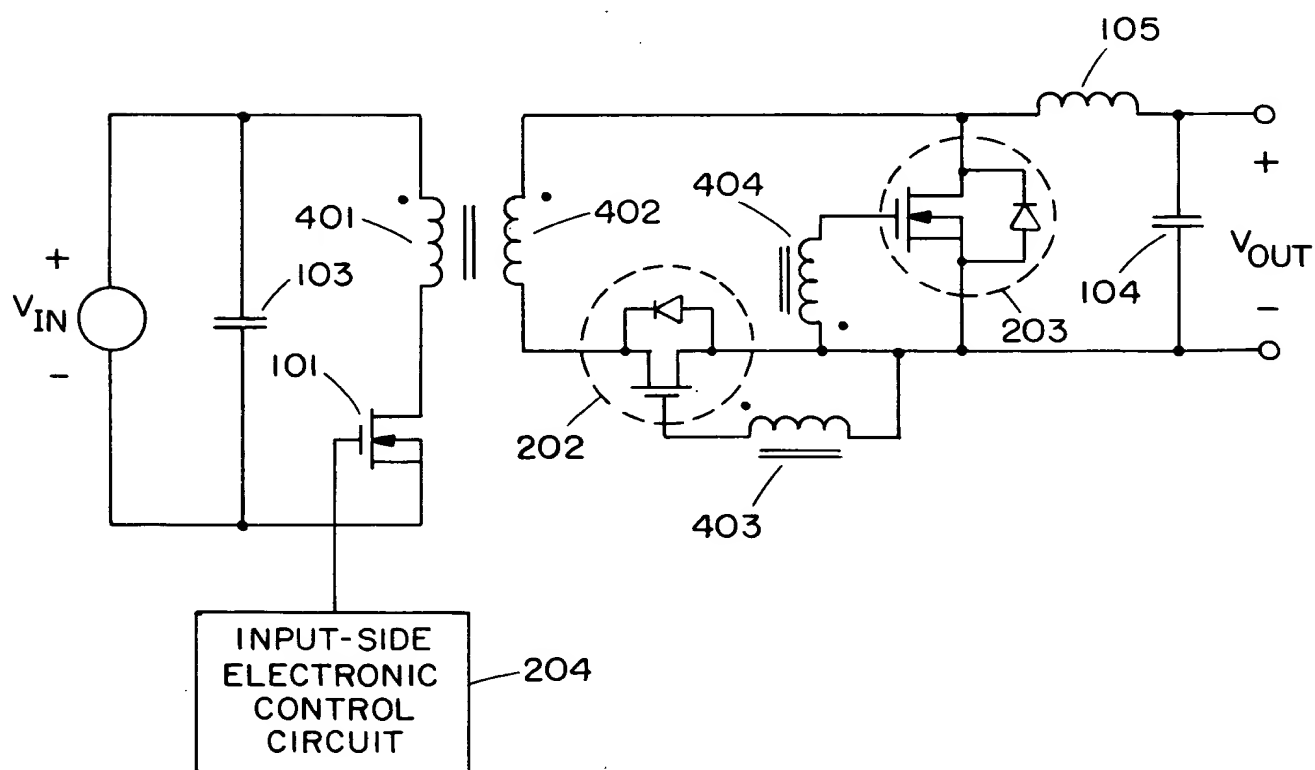 105
404
401
402
+
+
103
V_OUT
V_IN
104
-
203
-
101
202
403
INPUT-SIDE
ELECTRONIC
CONTROL
CIRCUIT
204